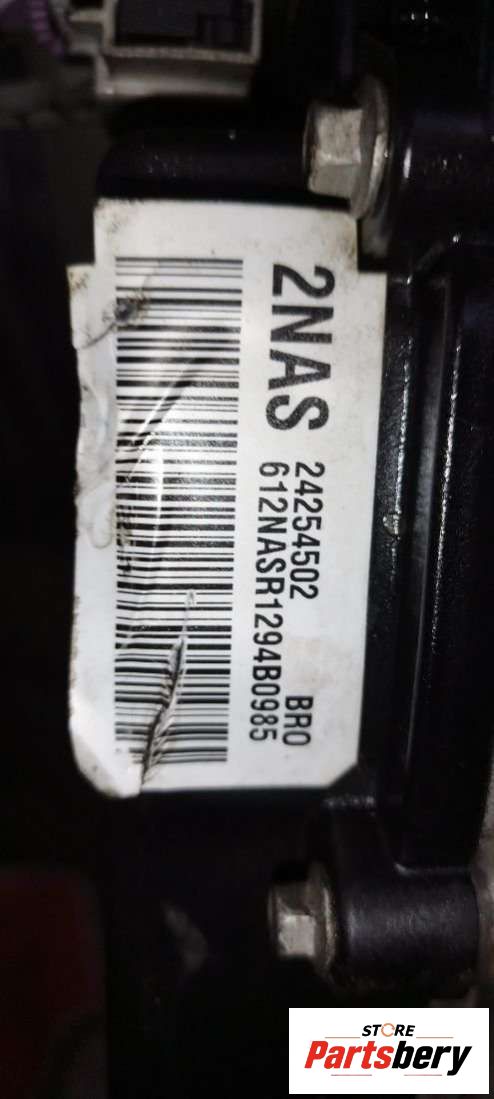 2NAS
24254502 BRO
612NASR1294B0985
STORE
Partsbery